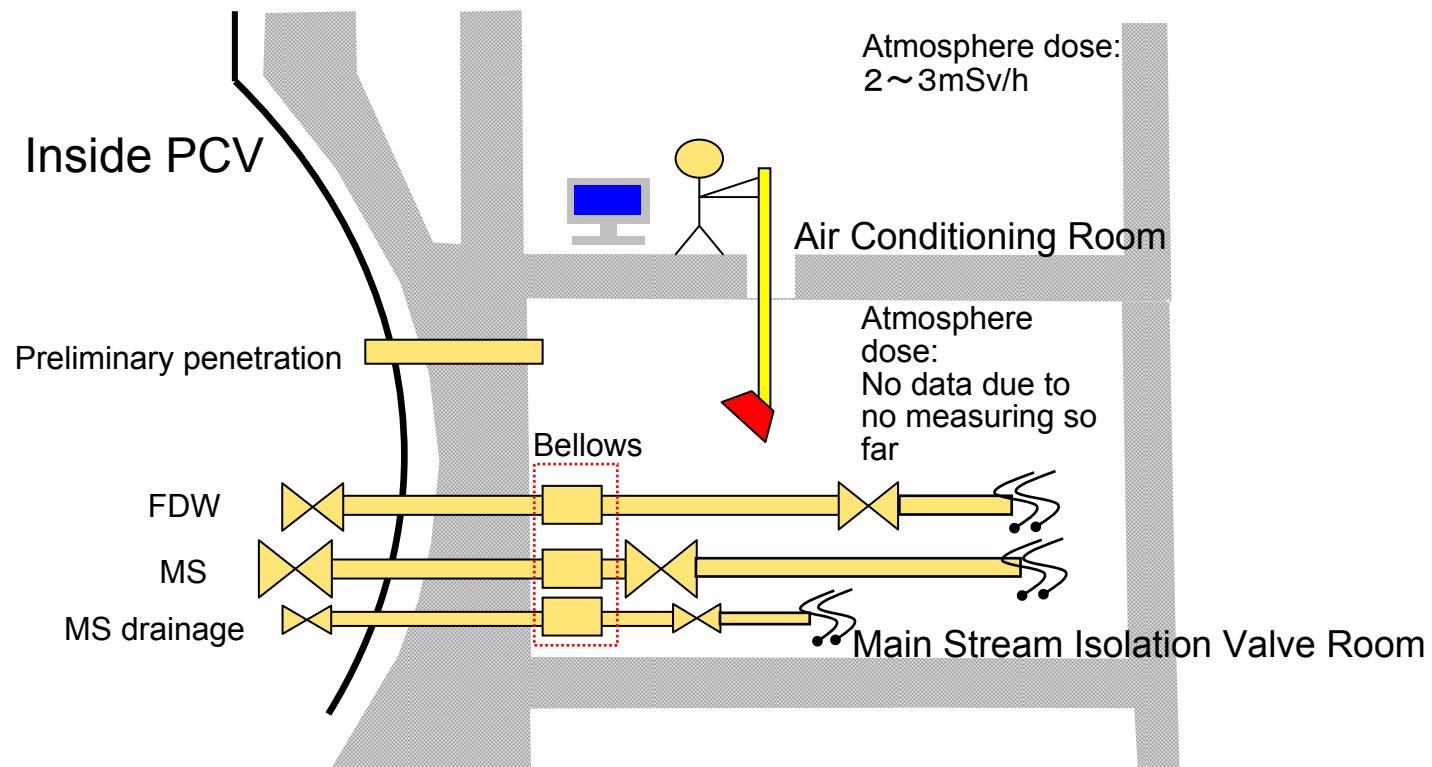 Atmosphere dose:
２～３mSv/h
Inside PCV
Air Conditioning Room
Atmosphere
dose:
No data due to
no measuring so
far
Preliminary penetration
Bellows
FDW
MS
MS drainage
Main Stream Isolation Valve Room